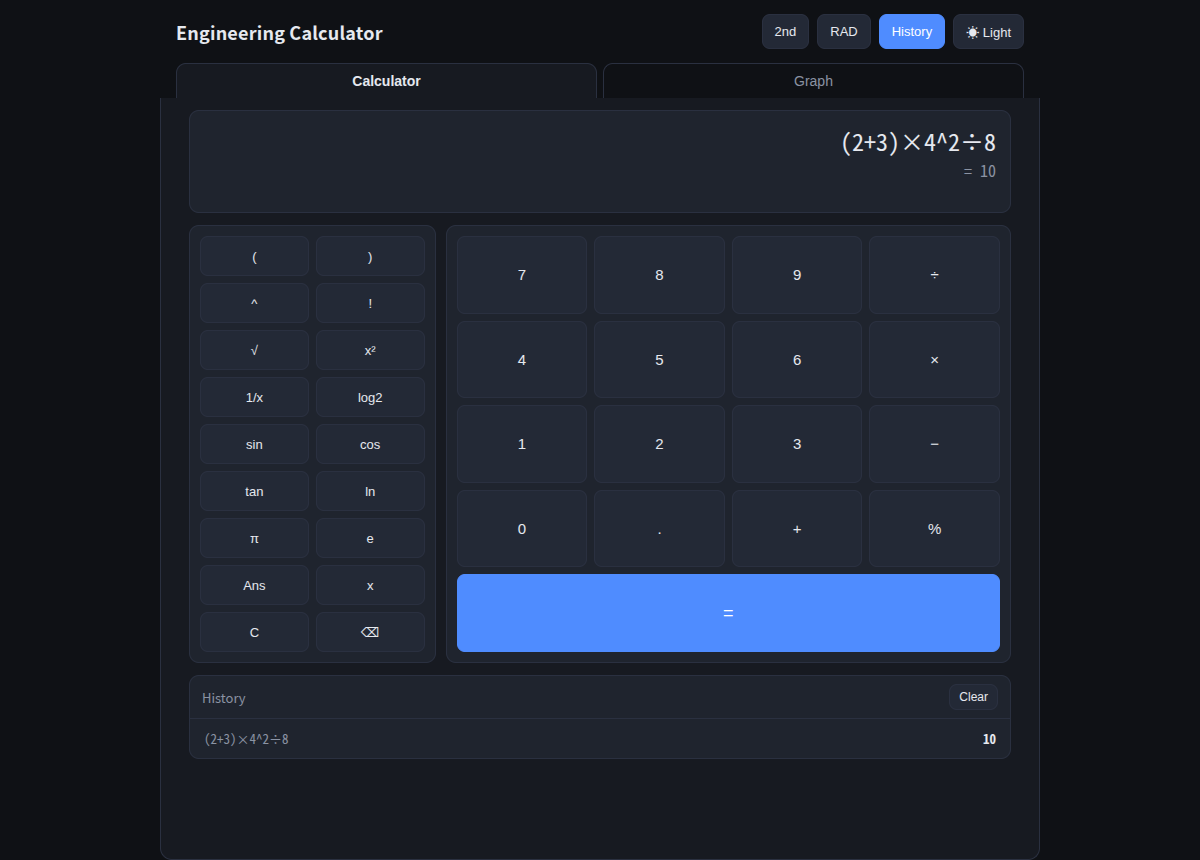 Engineering Calculator
2nd RAD History ☀ Light
Calculator Graph
(2+3)×4^2÷8
= 10
( )
^ !
√ x²
1/x log2
sin cos
tan ln
π e
Ans x
C ⌫
7 8 9 ÷
4 5 6 ×
1 2 3 −
0 . + %
=
History Clear
(2+3)×4^2÷8 10